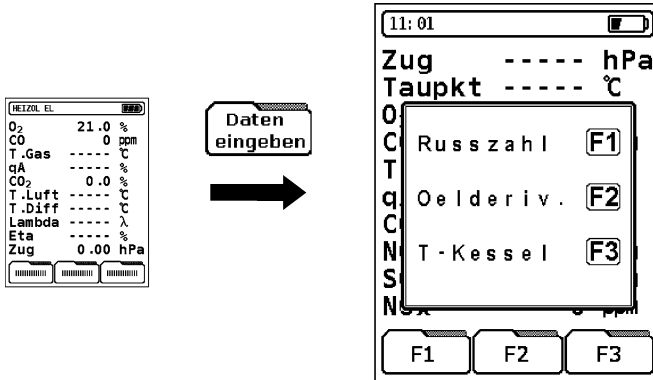 HEIZOL EL
O₂ 21.0 %
CO 0 ppm
T.Gas ----- °C
qA ----- %
CO₂ 0.0 %
T.Luft ----- °C
T.Diff ----- °C
Lambda ----- λ
Eta ----- %
Zug 0.00 hPa
Daten
eingeben
11:01
Zug ----- hPa
Taupkt ----- °C
Russzahl F1
Oelderiv. F2
T-Kessel F3
F1 F2 F3